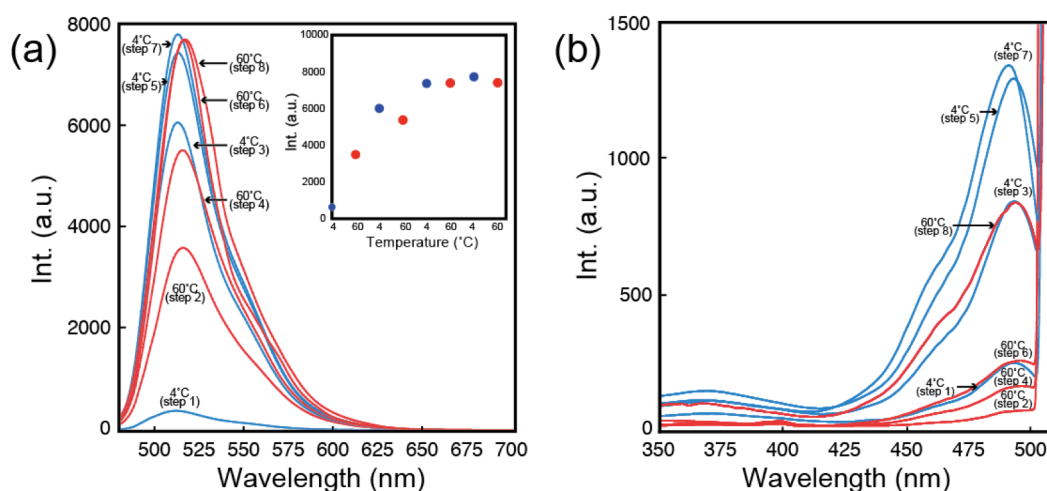 (a)
8000
6000
4000
2000
0
Int. (a.u.)
500
525
550
575
600
625
650
675
700
Wavelength (nm)
4°C
(step 7)
4°C
(step 5)
60°C
(step 8)
60°C
(step 6)
4°C
(step 3)
60°C
(step 4)
60°C
(step 2)
4°C
(step 1)
10000
8000
6000
4000
2000
0
Int. (a.u.)
4
60
4
60
4
60
4
60
Temperature (°C)
(b)
1500
1000
500
0
Int. (a.u.)
350
375
400
425
450
475
500
Wavelength (nm)
4°C
(step 7)
4°C
(step 5)
4°C
(step 3)
60°C
(step 8)
60°C
(step 6)
4°C
(step 1)
60°C
(step 4)
60°C
(step 2)